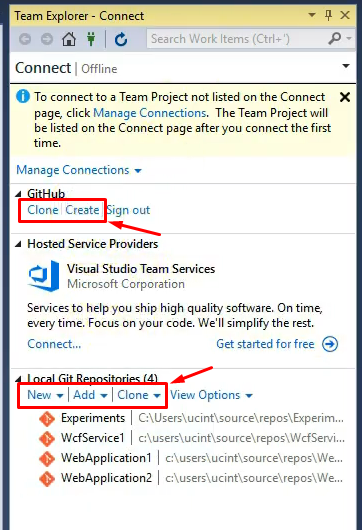 Team Explorer - Connect
Search Work Items (Ctrl+')
Connect | Offline
To connect to a Team Project not listed on the Connect
page, click Manage Connections. The Team Project will
be listed on the Connect page after you connect the first
time.
Manage Connections
GitHub
Clone Create Sign out
Hosted Service Providers
Visual Studio Team Services
Microsoft Corporation
Services to help you ship high quality software. On time,
every time. Focus on your code. We'll simplify the rest.
Connect... Get started for free
Local Git Repositories (4)
New | Add | Clone | View Options
Experiments | C:\Users\ucint\source\repos\Experim...
WcfService1 | c:\Users\ucint\source\repos\WcfServi...
WebApplication1 | c:\Users\ucint\source\repos\We...
WebApplication2 | c:\Users\ucint\source\repos\We...